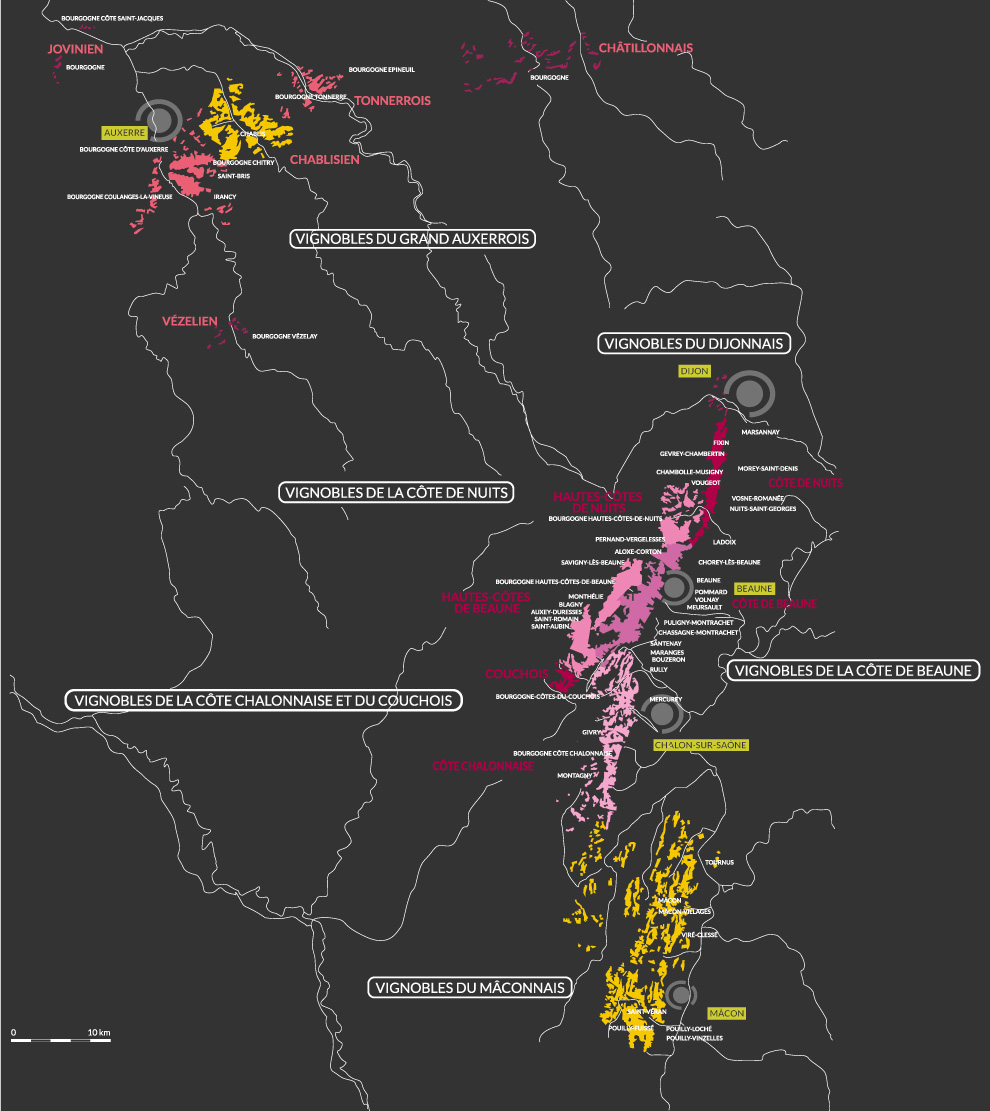 BOURGOGNE CÔTE SAINT-JACQUES
JOVINIEN
BOURGOGNE
CHÂTILLONNAIS
BOURGOGNE
BOURGOGNE EPINEUIL
BOURGOGNE TONNERRE
TONNERROIS
AUXERRE
CHABLIS
BOURGOGNE CÔTE D'AUXERRE
CHABLISIEN
BOURGOGNE CHITRY
SAINT-BRIS
BOURGOGNE COULANGES-LA-VINEUSE
IRANCY
VIGNOBLES DU GRAND AUXERROIS
VÉZELIEN
BOURGOGNE VÉZELAY
VIGNOBLES DU DIJONNAIS
DIJON
MARSANNAY
FIXIN
GEVREY-CHAMBERTIN
MOREY-SAINT-DENIS
CHAMBOLLE-MUSIGNY
VOUGEOT
CÔTE DE NUITS
VIGNOBLES DE LA CÔTE DE NUITS
HAUTES-CÔTES
DE NUITS
VOSNE-ROMANÉE
NUITS-SAINT-GEORGES
BOURGOGNE HAUTES-CÔTES-DE-NUITS
PERNAND-VERGELESSES
LADOIX
ALOXE-CORTON
SAVIGNY-LÈS-BEAUNE
CHOREY-LÈS-BEAUNE
BOURGOGNE HAUTES-CÔTES-DE-BEAUNE
BEAUNE
BEAUNE
POMMARD
VOLNAY
MEURSAULT
CÔTE DE BEAUNE
HAUTES-CÔTES
DE BEAUNE
MONTHÉLIE
BLAGNY
AUXEY-DURESSES
SAINT-ROMAIN
SAINT-AUBIN
PULIGNY-MONTRACHET
CHASSAGNE-MONTRACHET
SANTENAY
MARANGES
BOUZERON
RULLY
VIGNOBLES DE LA CÔTE DE BEAUNE
COUCHOIS
BOURGOGNE-CÔTES-DU-COUCHOIS
VIGNOBLES DE LA CÔTE CHALONNAISE ET DU COUCHOIS
MERCUREY
GIVRY
CHALON-SUR-SAÔNE
BOURGOGNE CÔTE CHALONNAISE
CÔTE CHALONNAISE
MONTAGNY
TOURNUS
MÂCON
MÂCON-VILLAGES
VIRÉ-CLESSÉ
VIGNOBLES DU MÂCONNAIS
SAINT-VÉRAN
MÂCON
POUILLY-FUISSÉ
POUILLY-LOCHÉ
POUILLY-VINZELLES
0 10 km